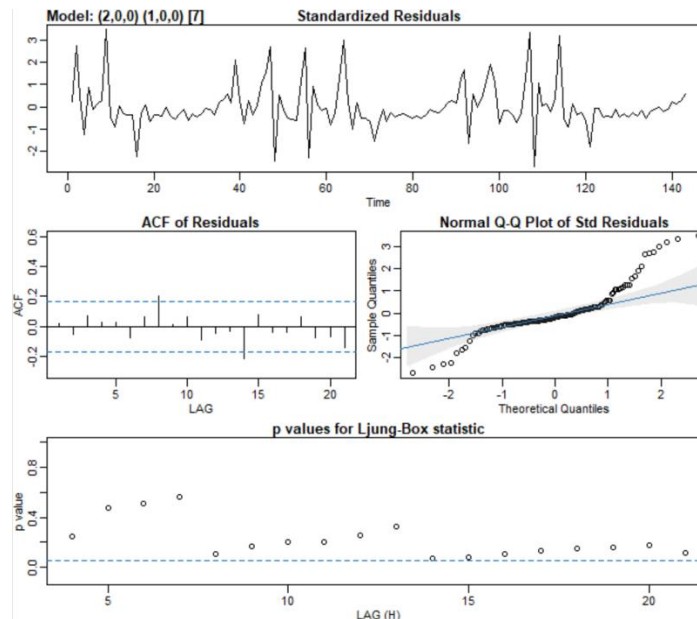 Model: (2,0,0) (1,0,0) [7] Standardized Residuals
3
2
1
0
-1
-2
0 20 40 60 80 100 120 140
Time
ACF of Residuals
ACF
0.6
0.4
0.2
0.0
-0.2
5 10 15 20
LAG
Normal Q-Q Plot of Std Residuals
Sample Quantiles
3
2
1
0
-1
-2
-2 -1 0 1 2
Theoretical Quantiles
p values for Ljung-Box statistic
p value
0.8
0.4
0.0
5 10 15 20
LAG (H)